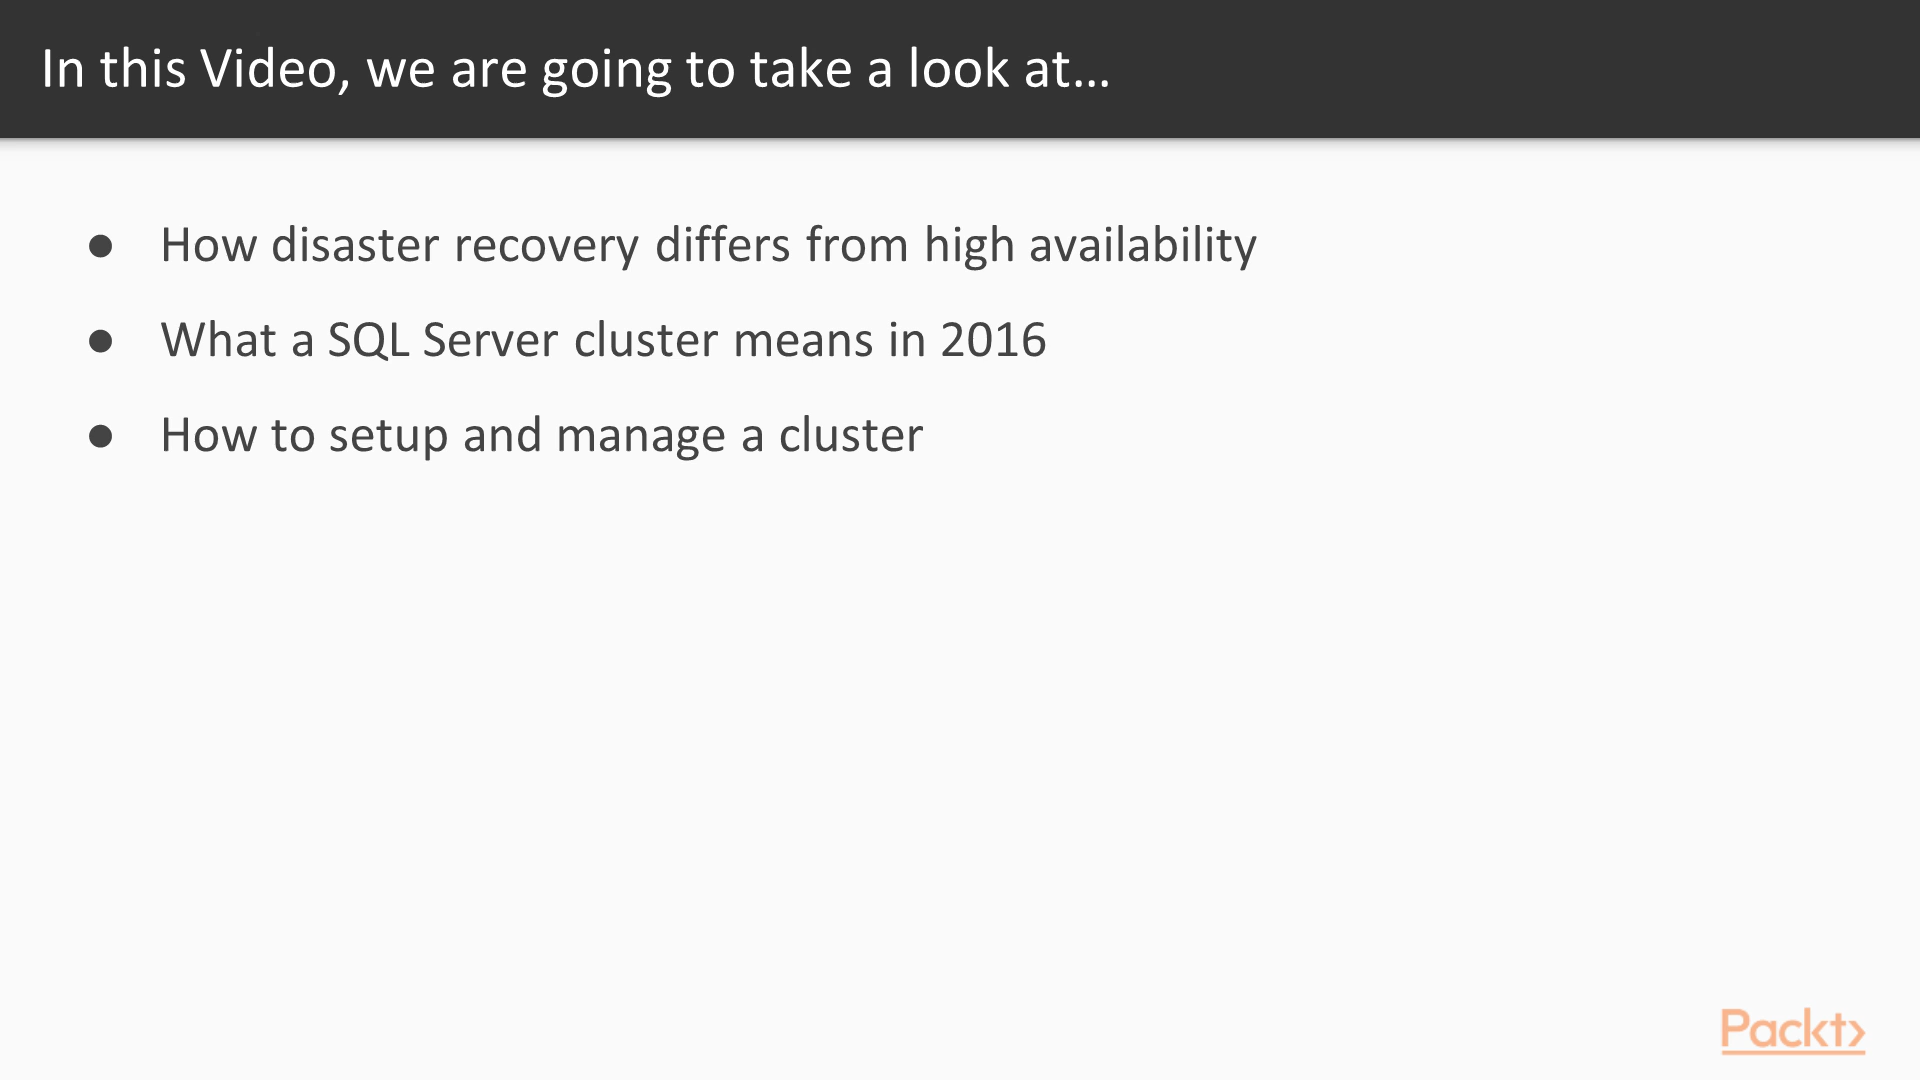 In this Video, we are going to take a look at...
● How disaster recovery differs from high availability
● What a SQL Server cluster means in 2016
● How to setup and manage a cluster
Packt>